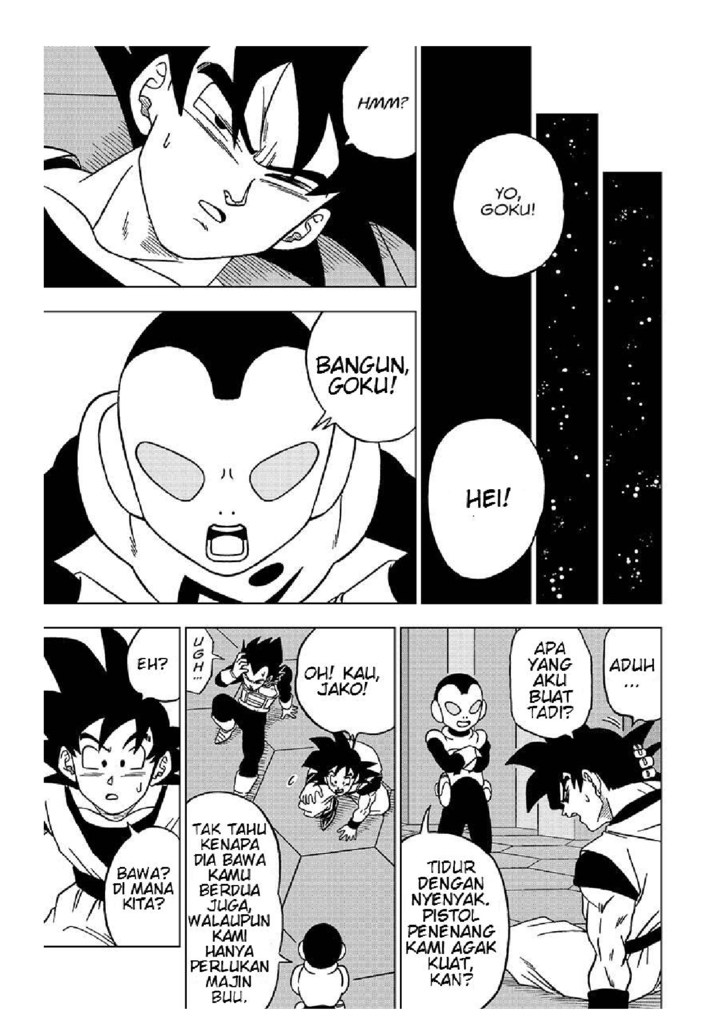 YO,
GOKU!
HEI!
HMM?
BANGUN,
GOKU!
ADUH
...
APA
YANG
AKU
BUAT
TADI?
TIDUR
DENGAN
NYENYAK.
PISTOL
PENENANG
KAMI AGAK
KUAT,
KAN?
OH! KAU,
JAKO!
UGH...
TAK TAHU
KENAPA
DIA BAWA
KAMU
BERDUA
JUGA,
WALAUPUN
KAMI
HANYA
PERLUKAN
MAJIN
BUU.
EH?
BAWA?
DI MANA
KITA?